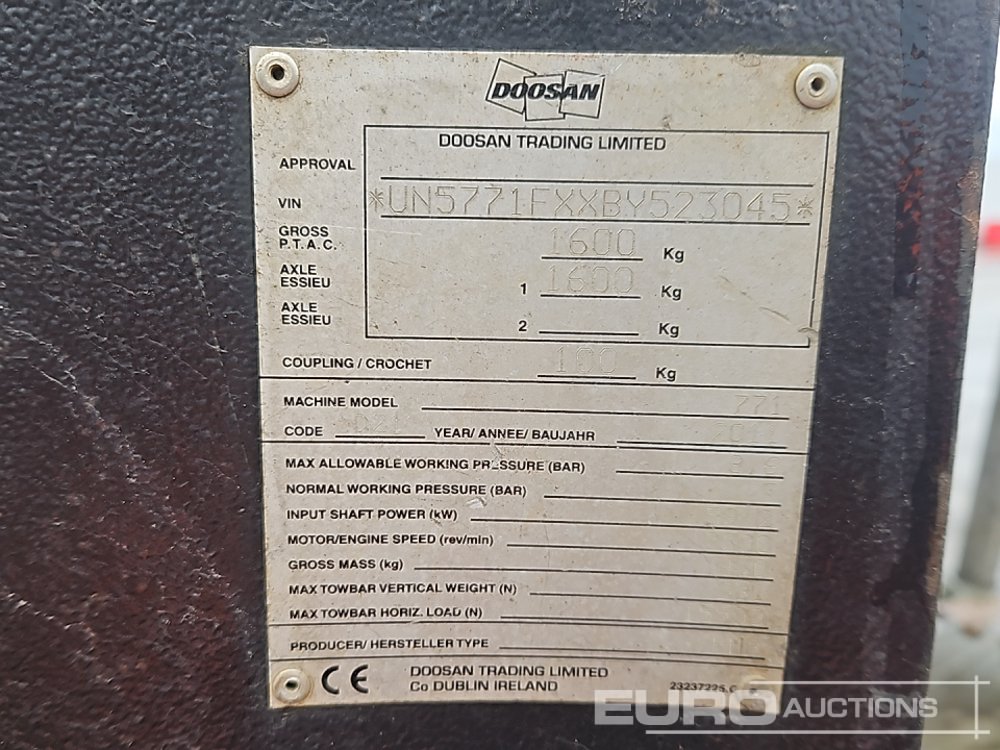 DOOSAN
DOOSAN TRADING LIMITED
APPROVAL
VIN *UN5771FXXBY523045*
GROSS P.T.A.C. 1600 Kg
AXLE ESSIEU 1 1600 Kg
AXLE ESSIEU 2 Kg
COUPLING / CROCHET 100 Kg
MACHINE MODEL 771
CODE YEAR/ ANNEE/ BAUJAHR
MAX ALLOWABLE WORKING PRESSURE (BAR)
NORMAL WORKING PRESSURE (BAR)
INPUT SHAFT POWER (kW)
MOTOR/ENGINE SPEED (rev/min)
GROSS MASS (kg)
MAX TOWBAR VERTICAL WEIGHT (N)
MAX TOWBAR HORIZ. LOAD (N)
PRODUCER/ HERSTELLER TYPE
CE DOOSAN TRADING LIMITED
Co DUBLIN IRELAND 23237225
EURO AUCTIONS